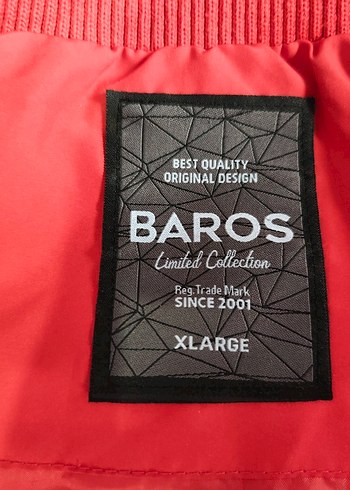 BEST QUALITY
ORIGINAL DESIGN
BAROS
Limited Collection
Reg. Trade Mark
SINCE 2001
XLARGE